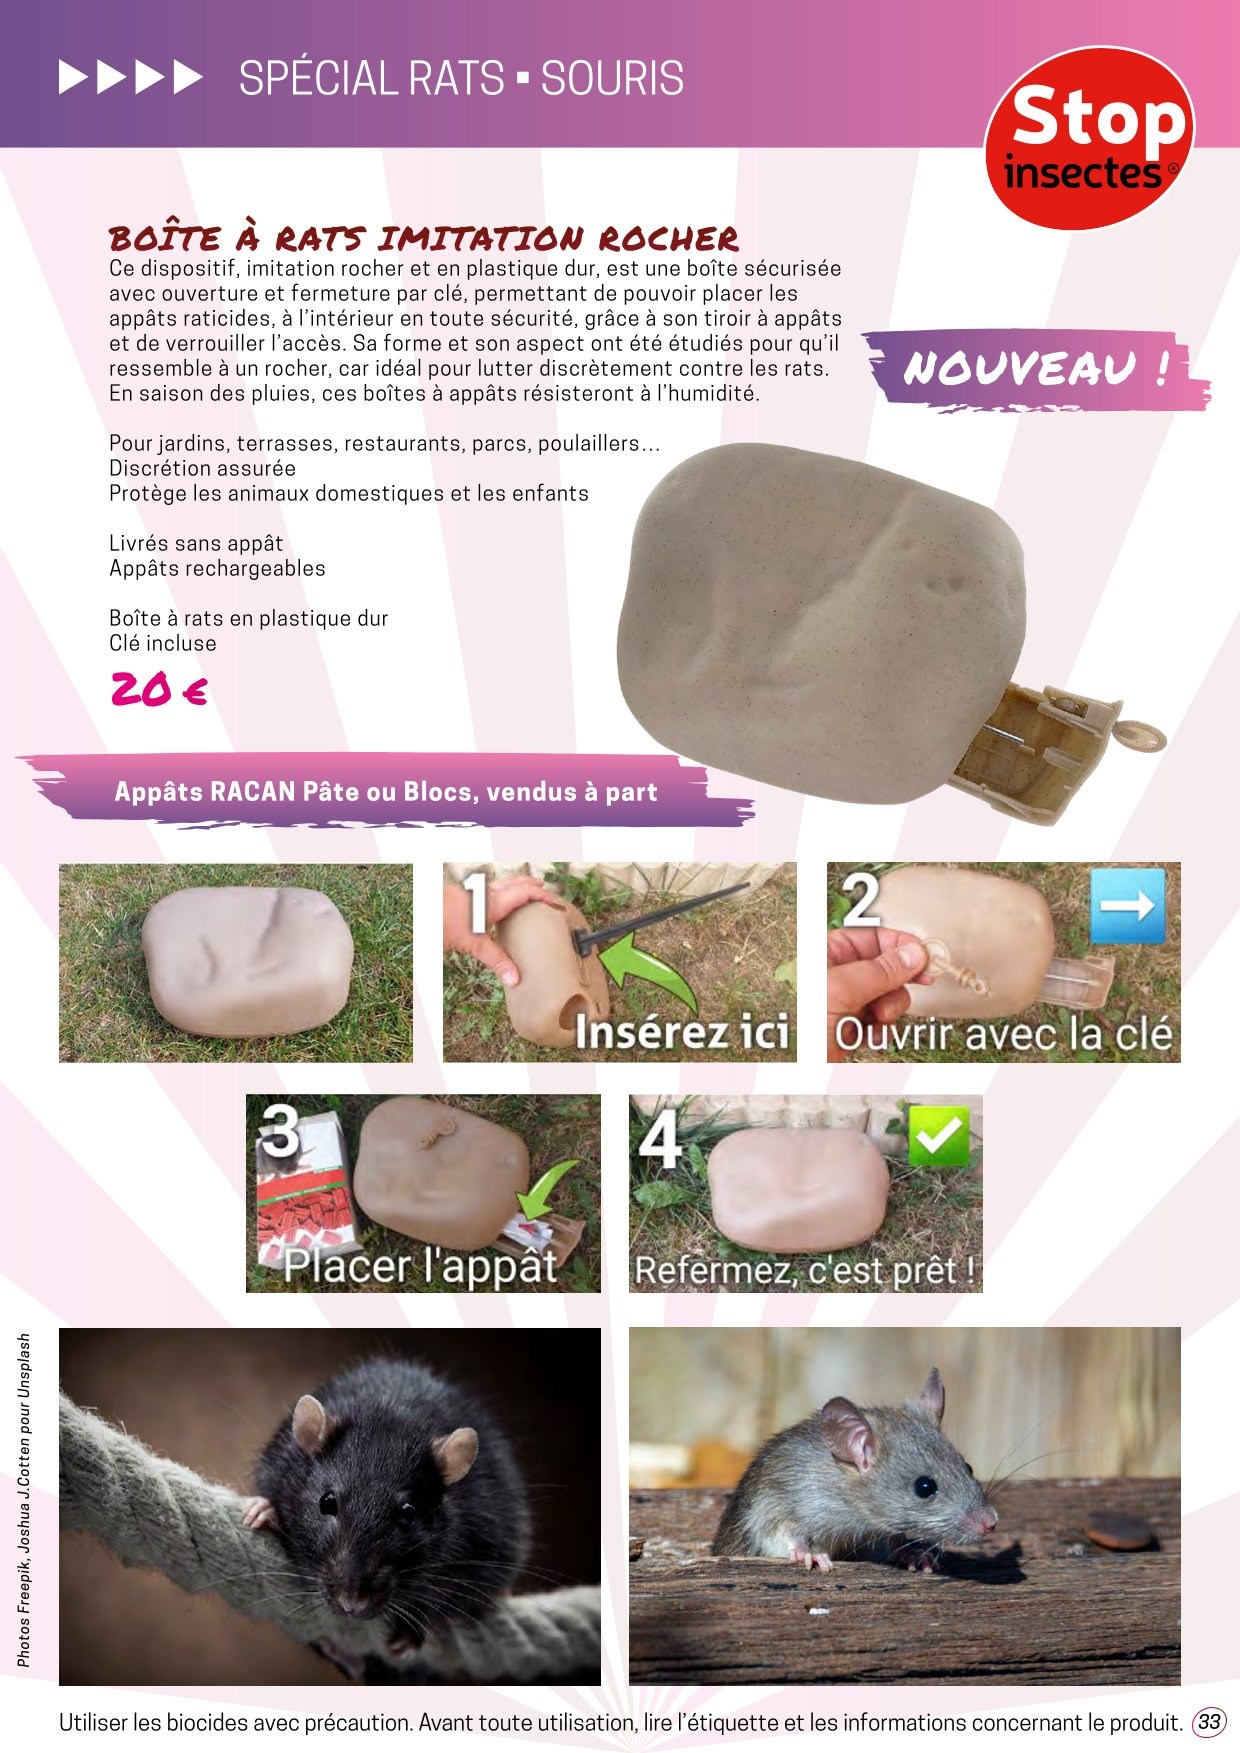 SPÉCIAL RATS ▪ SOURIS
Stop
insectes ®
BOÎTE À RATS IMITATION ROCHER
Ce dispositif, imitation rocher et en plastique dur, est une boîte sécurisée
avec ouverture et fermeture par clé, permettant de pouvoir placer les
appâts raticides, à l'intérieur en toute sécurité, grâce à son tiroir à appâts
et de verrouiller l'accès. Sa forme et son aspect ont été étudiés pour qu'il
ressemble à un rocher, car idéal pour lutter discrètement contre les rats.
En saison des pluies, ces boîtes à appâts résisteront à l'humidité.
NOUVEAU !
Pour jardins, terrasses, restaurants, parcs, poulaillers...
Discrétion assurée
Protège les animaux domestiques et les enfants
Livrés sans appât
Appâts rechargeables
Boîte à rats en plastique dur
Clé incluse
20 €
Appâts RACAN Pâte ou Blocs, vendus à part
1
Insérez ici
2
Ouvrir avec la clé
3
Placer l'appât
4
Refermez, c'est prêt !
Photos Freepik, Joshua J.Cotten pour Unsplash
Utiliser les biocides avec précaution. Avant toute utilisation, lire l'étiquette et les informations concernant le produit.
33